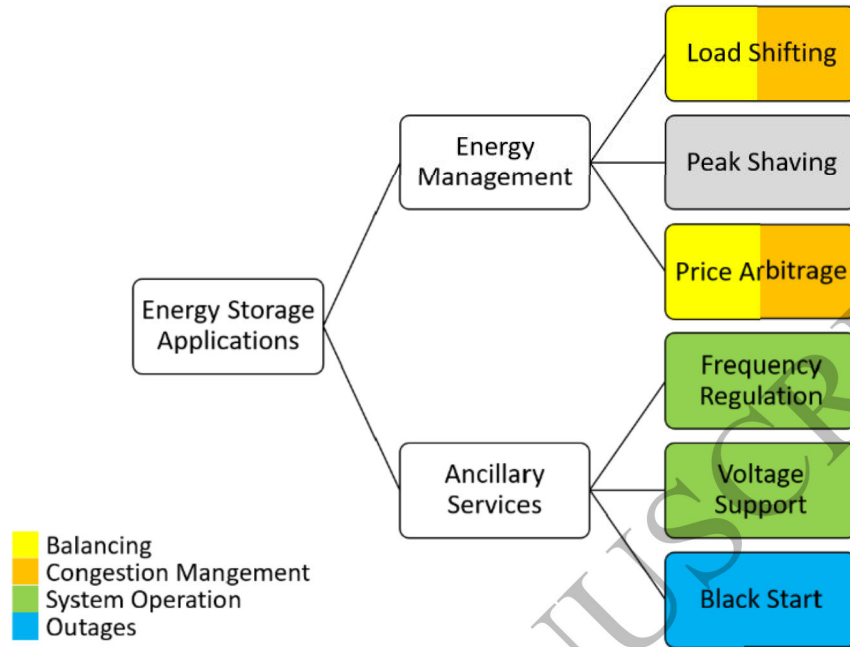 Load Shifting
Energy
Management
Peak Shaving
Price Arbitrage
Energy Storage
Applications
Frequency
Regulation
Ancillary
Services
Voltage
Support
Black Start
Balancing
Congestion Mangement
System Operation
Outages